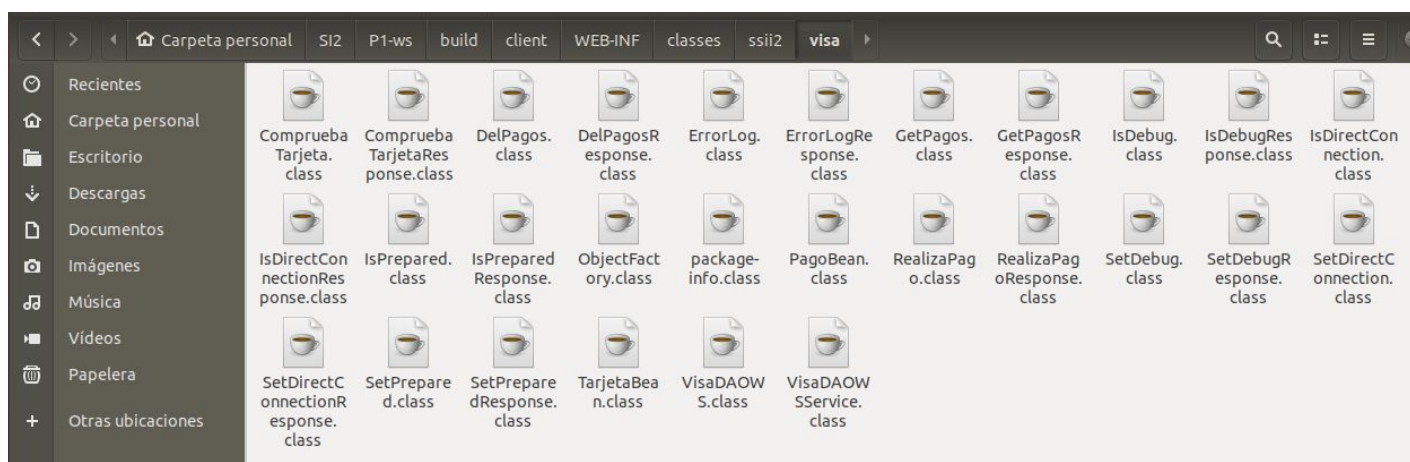 Carpeta personal SI2 P1-ws build client WEB-INF classes ssii2 visa
Recientes
Carpeta personal
Escritorio
Descargas
Documentos
Imágenes
Música
Vídeos
Papelera
Otras ubicaciones
Comprueba
Tarjeta.
class
Comprueba
TarjetaRes
ponse.class
DelPagos.
class
DelPagosR
esponse.
class
ErrorLog.
class
ErrorLogRe
sponse.
class
GetPagos.
class
GetPagosR
esponse.
class
IsDebug.
class
IsDebugRes
ponse.class
IsDirectCon
nection.
class
IsDirectCon
nectionRes
ponse.class
IsPrepared.
class
IsPrepared
Response.
class
ObjectFact
ory.class
package-
info.class
PagoBean.
class
RealizaPag
o.class
RealizaPag
oResponse.
class
SetDebug.
class
SetDebugR
esponse.
class
SetDirectC
onnection.
class
SetDirectC
onnectionR
esponse.
class
SetPrepare
d.class
SetPrepare
dResponse.
class
TarjetaBea
n.class
VisaDAOW
S.class
VisaDAOW
SService.
class